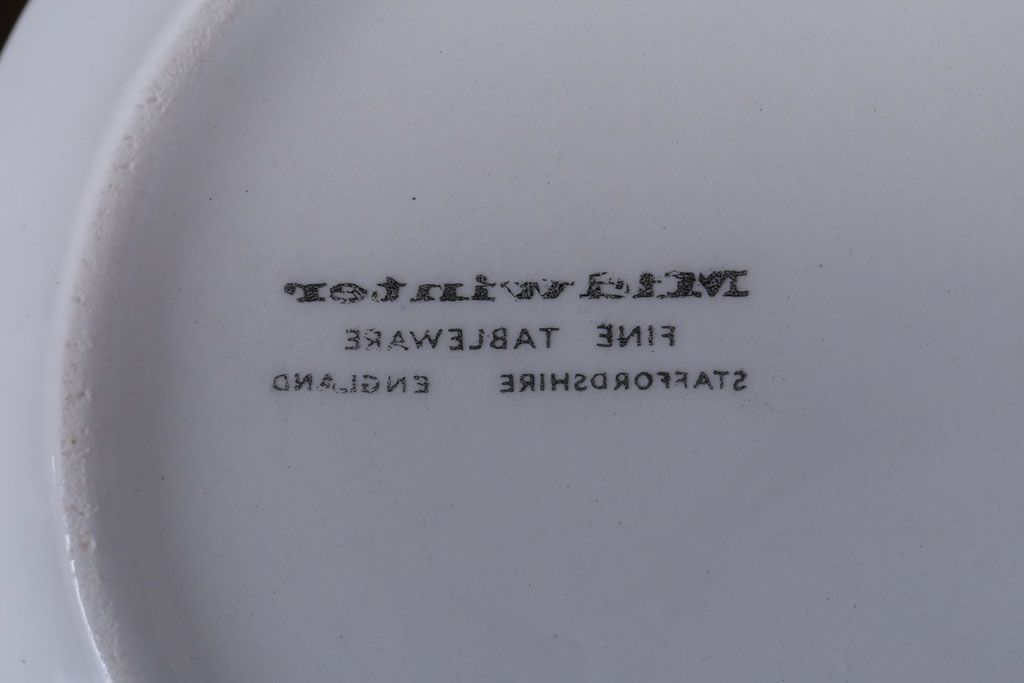 Midwinter
FINE TABLEWARE
STAFFORDSHIRE ENGLAND